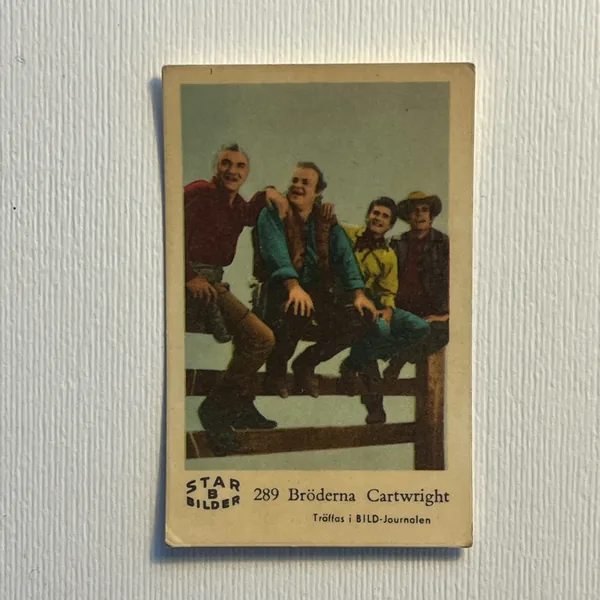 STAR
B
BILDER
289 Bröderna Cartwright
Träffas i BILD-Journalen